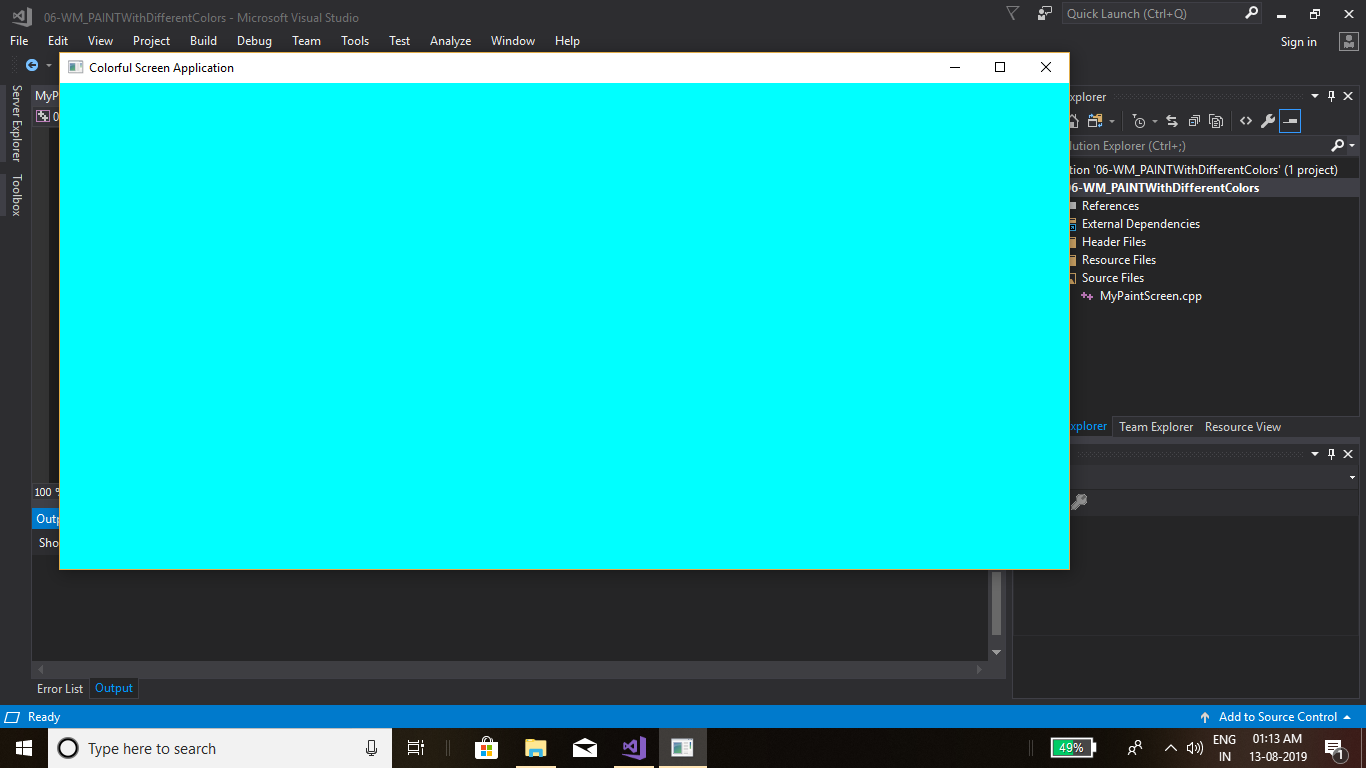 06-WM_PAINTWithDifferentColors - Microsoft Visual Studio
Quick Launch (Ctrl+Q)
File Edit View Project Build Debug Team Tools Test Analyze Window Help
Sign in
Colorful Screen Application
Server Explorer
Toolbox
MyP
0
xplorer
lution Explorer (Ctrl+;)
tion '06-WM_PAINTWithDifferentColors' (1 project)
06-WM_PAINTWithDifferentColors
References
External Dependencies
Header Files
Resource Files
Source Files
MyPaintScreen.cpp
xplorer Team Explorer Resource View
100 %
Outp
Sho
Error List Output
Ready
Add to Source Control
Type here to search
49%
ENG
IN
01:13 AM
13-08-2019
1